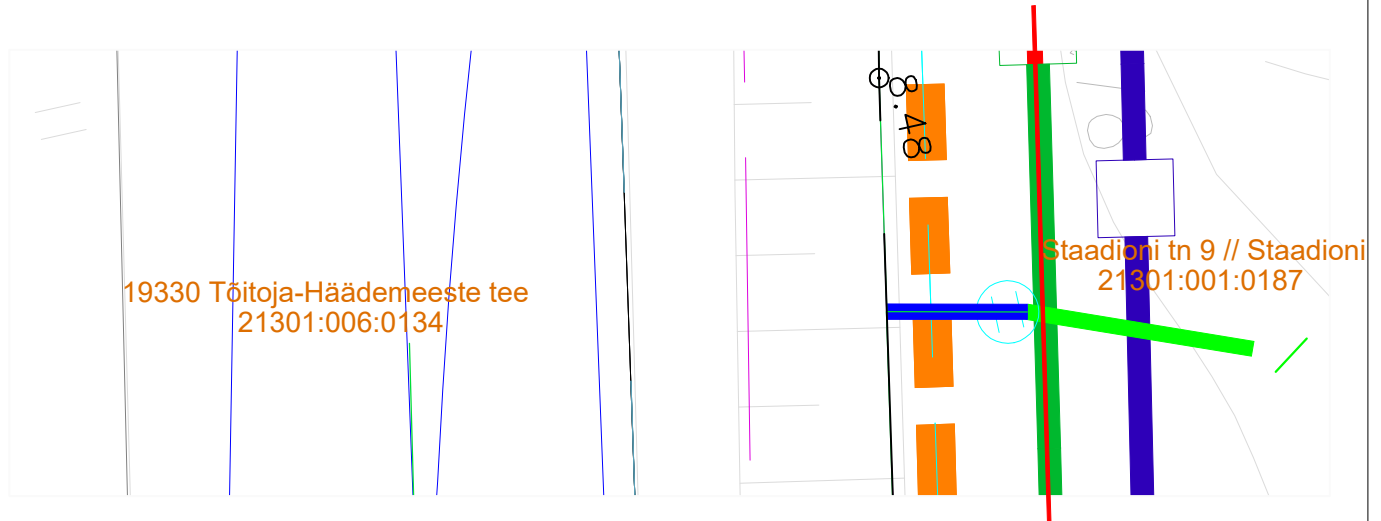 8.48
Staadioni tn 9 // Staadioni
21301:001:0187
19330 Tõitoja-Häädemeeste tee
21301:006:0134